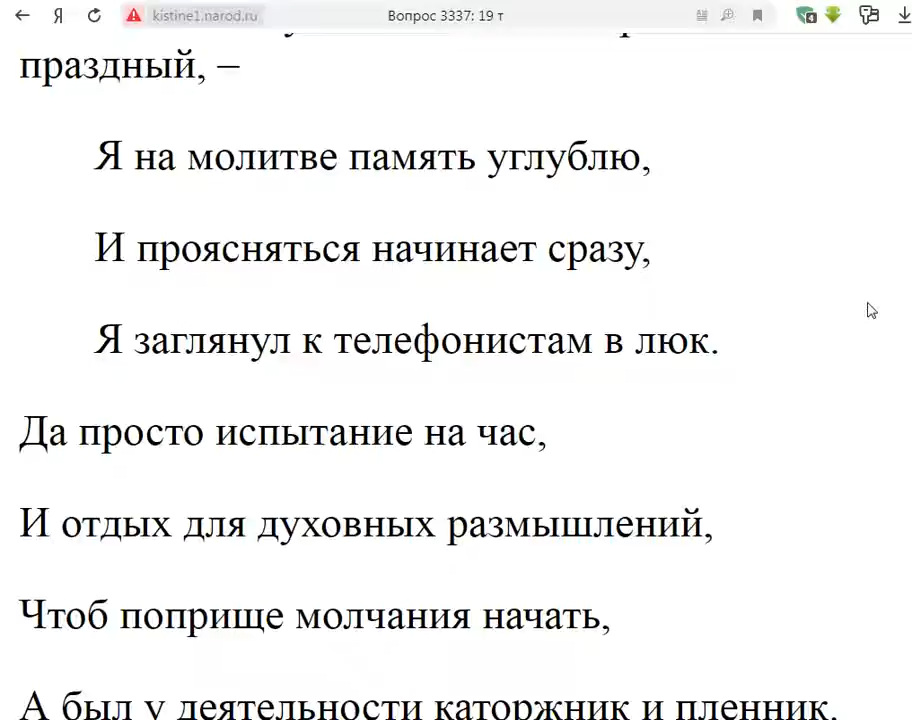 Я
kistine1.narod.ru
Вопрос 3337: 19 т
4
праздный, –
Я на молитве память углублю,
И проясняться начинает сразу,
Я заглянул к телефонистам в люк.
Да просто испытание на час,
И отдых для духовных размышлений,
Чтоб поприще молчания начать,
А был у деятельности каторжник и пленник.